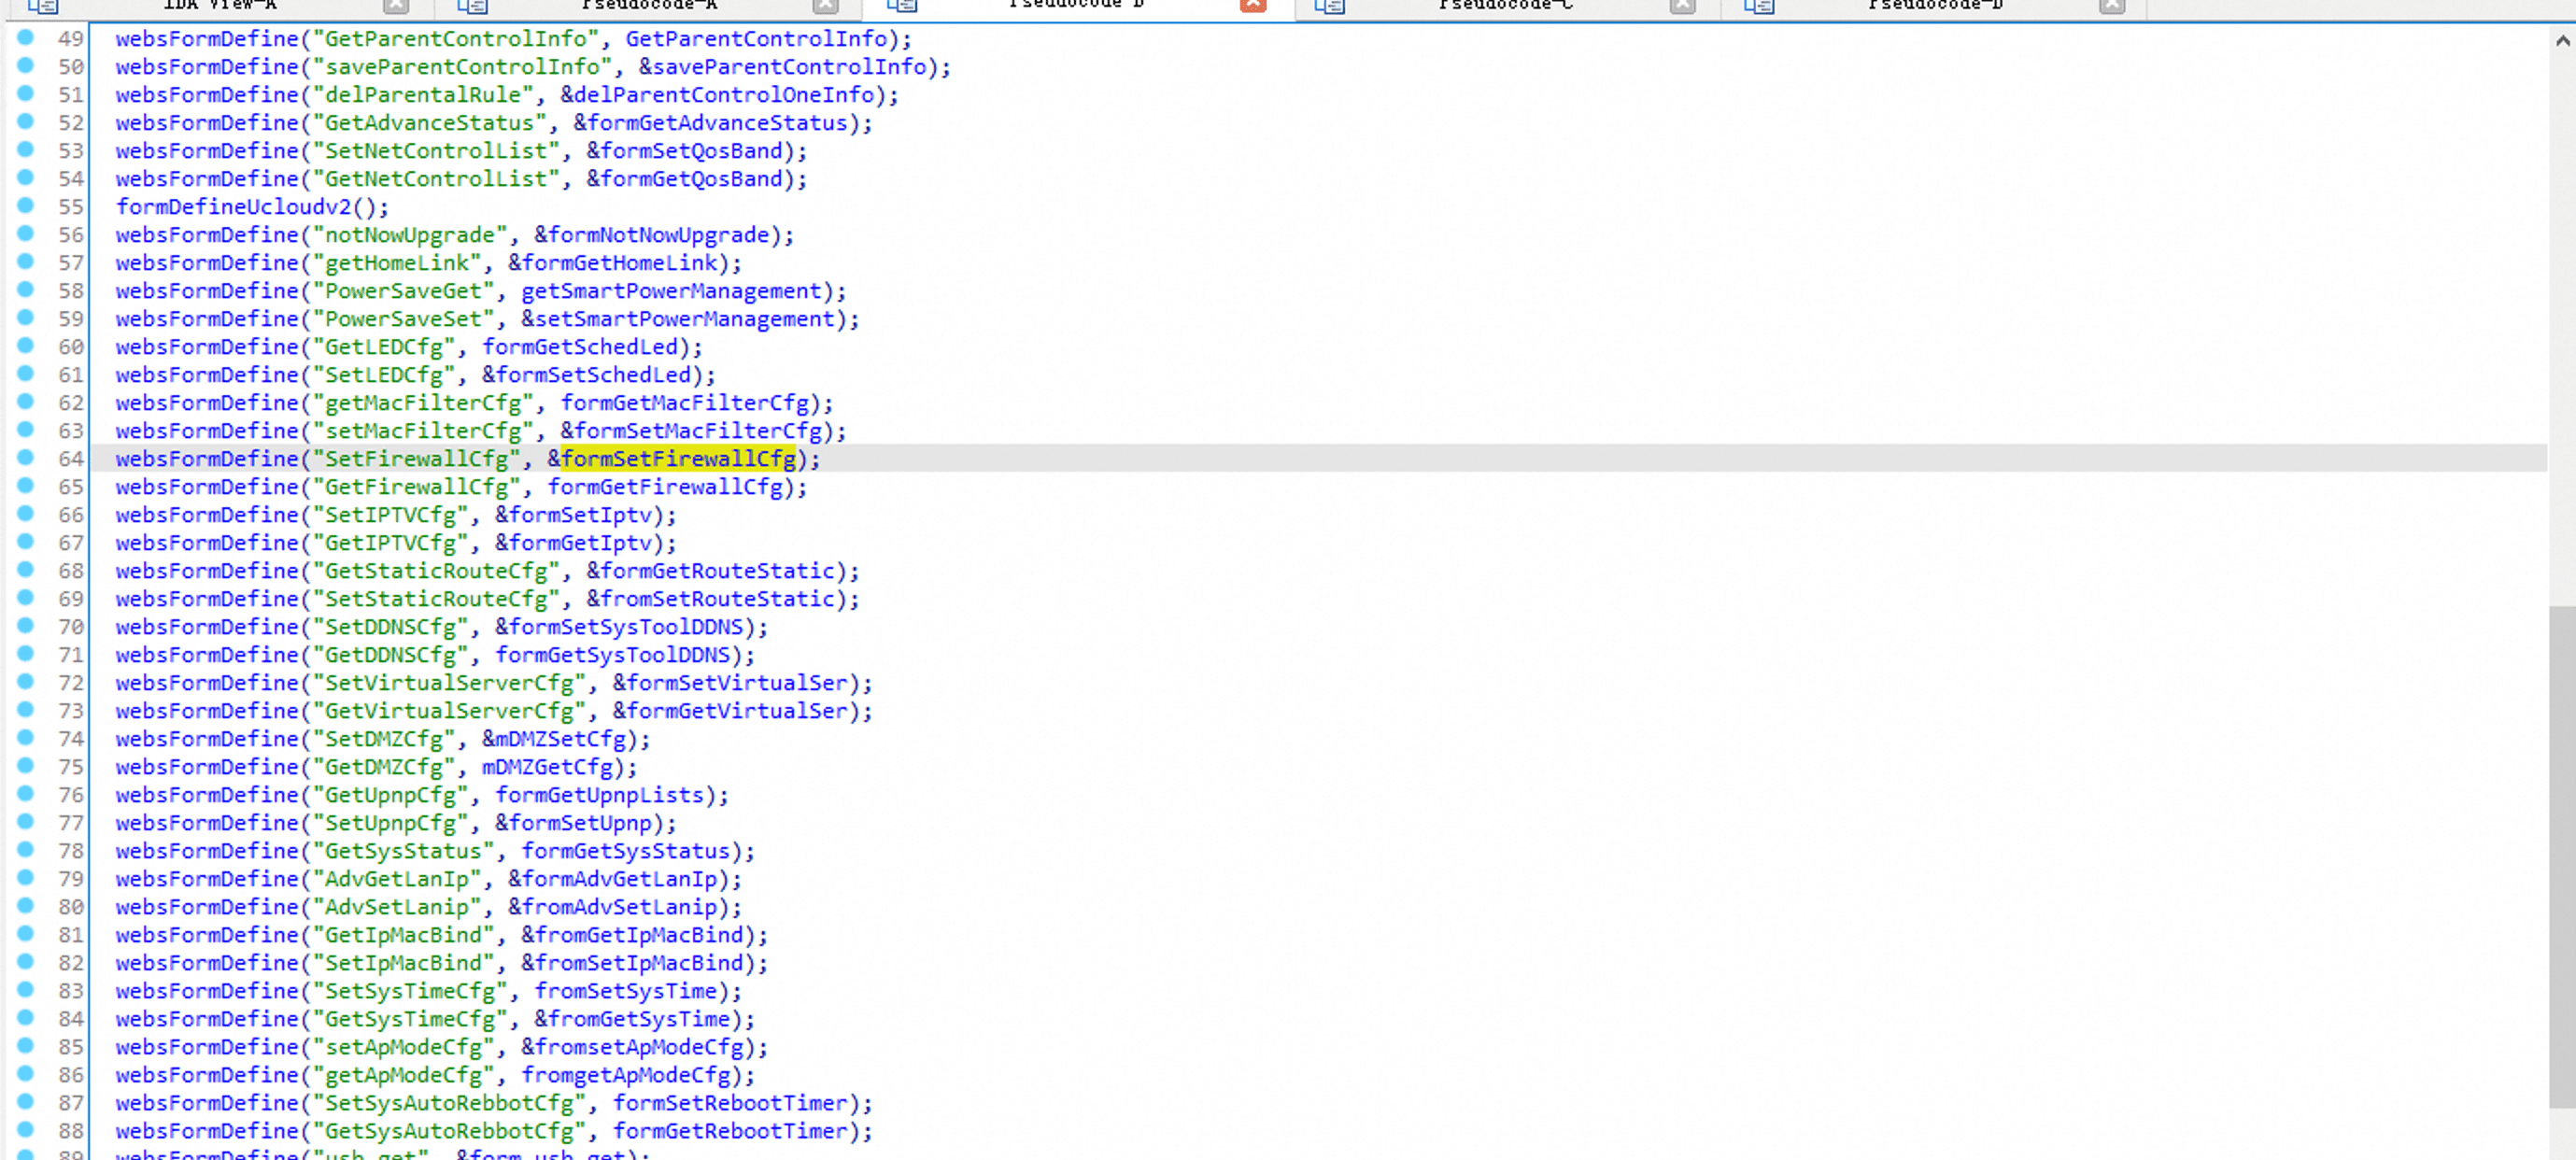 IDA View-A Pseudocode-A Pseudocode-B Pseudocode-C Pseudocode-D
49 websFormDefine("GetParentControlInfo", GetParentControlInfo);
50 websFormDefine("saveParentControlInfo", &saveParentControlInfo);
51 websFormDefine("delParentalRule", &delParentControlOneInfo);
52 websFormDefine("GetAdvanceStatus", &formGetAdvanceStatus);
53 websFormDefine("SetNetControlList", &formSetQosBand);
54 websFormDefine("GetNetControlList", &formGetQosBand);
55 formDefineUcloudv2();
56 websFormDefine("notNowUpgrade", &formNotNowUpgrade);
57 websFormDefine("getHomeLink", &formGetHomeLink);
58 websFormDefine("PowerSaveGet", getSmartPowerManagement);
59 websFormDefine("PowerSaveSet", &setSmartPowerManagement);
60 websFormDefine("GetLEDCfg", formGetSchedLed);
61 websFormDefine("SetLEDCfg", &formSetSchedLed);
62 websFormDefine("getMacFilterCfg", formGetMacFilterCfg);
63 websFormDefine("setMacFilterCfg", &formSetMacFilterCfg);
64 websFormDefine("SetFirewallCfg", &formSetFirewallCfg);
65 websFormDefine("GetFirewallCfg", formGetFirewallCfg);
66 websFormDefine("SetIPTVCfg", &formSetIptv);
67 websFormDefine("GetIPTVCfg", &formGetIptv);
68 websFormDefine("GetStaticRouteCfg", &formGetRouteStatic);
69 websFormDefine("SetStaticRouteCfg", &fromSetRouteStatic);
70 websFormDefine("SetDDNSCfg", &formSetSysToolDDNS);
71 websFormDefine("GetDDNSCfg", formGetSysToolDDNS);
72 websFormDefine("SetVirtualServerCfg", &formSetVirtualSer);
73 websFormDefine("GetVirtualServerCfg", &formGetVirtualSer);
74 websFormDefine("SetDMZCfg", &mDMZSetCfg);
75 websFormDefine("GetDMZCfg", mDMZGetCfg);
76 websFormDefine("GetUpnpCfg", formGetUpnpLists);
77 websFormDefine("SetUpnpCfg", &formSetUpnp);
78 websFormDefine("GetSysStatus", formGetSysStatus);
79 websFormDefine("AdvGetLanIp", &formAdvGetLanIp);
80 websFormDefine("AdvSetLanip", &fromAdvSetLanip);
81 websFormDefine("GetIpMacBind", &fromGetIpMacBind);
82 websFormDefine("SetIpMacBind", &fromSetIpMacBind);
83 websFormDefine("SetSysTimeCfg", fromSetSysTime);
84 websFormDefine("GetSysTimeCfg", &fromGetSysTime);
85 websFormDefine("setApModeCfg", &fromsetApModeCfg);
86 websFormDefine("getApModeCfg", fromgetApModeCfg);
87 websFormDefine("SetSysAutoRebbotCfg", formSetRebootTimer);
88 websFormDefine("GetSysAutoRebbotCfg", formGetRebootTimer);
89 websFormDefine("usb_get", &form_usb_get);